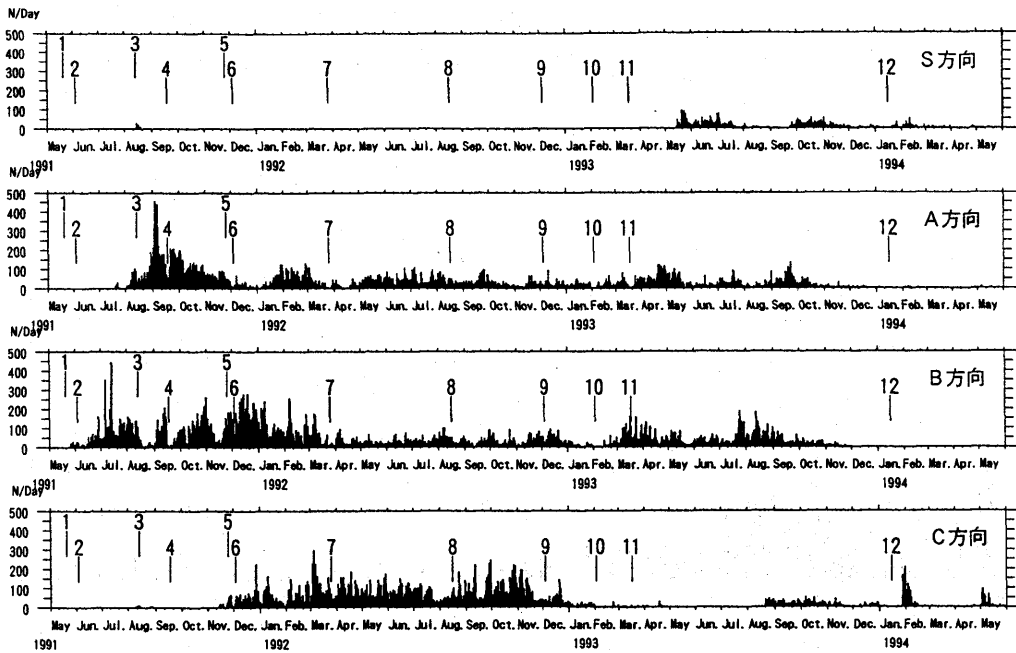 N/Day
500
400
300
200
100
0
1 3 5
2 4 6 7 8 9 10 11 12
S方向
May Jun. Jul. Aug. Sep. Oct. Nov. Dec. Jan. Feb. Mar. Apr. May Jun. Jul. Aug. Sep. Oct. Nov. Dec. Jan. Feb. Mar. Apr. May Jun. Jul. Aug. Sep. Oct. Nov. Dec. Jan. Feb. Mar. Apr. May
1991 1992 1993 1994
N/Day
500
400
300
200
100
0
1 3 5
2 4 6 7 8 9 10 11 12
A方向
May Jun. Jul. Aug. Sep. Oct. Nov. Dec. Jan. Feb. Mar. Apr. May Jun. Jul. Aug. Sep. Oct. Nov. Dec. Jan. Feb. Mar. Apr. May Jun. Jul. Aug. Sep. Oct. Nov. Dec. Jan. Feb. Mar. Apr. May
1991 1992 1993 1994
N/Day
500
400
300
200
100
0
1 3 5
2 4 6 7 8 9 10 11 12
B方向
May Jun. Jul. Aug. Sep. Oct. Nov. Dec. Jan. Feb. Mar. Apr. May Jun. Jul. Aug. Sep. Oct. Nov. Dec. Jan. Feb. Mar. Apr. May Jun. Jul. Aug. Sep. Oct. Nov. Dec. Jan. Feb. Mar. Apr. May
1991 1992 1993 1994
N/Day
500
400
300
200
100
0
1 3 5
2 4 6 7 8 9 10 11 12
C方向
May Jun. Jul. Aug. Sep. Oct. Nov. Dec. Jan. Feb. Mar. Apr. May Jun. Jul. Aug. Sep. Oct. Nov. Dec. Jan. Feb. Mar. Apr. May Jun. Jul. Aug. Sep. Oct. Nov. Dec. Jan. Feb. Mar. Apr. May
1991 1992 1993 1994